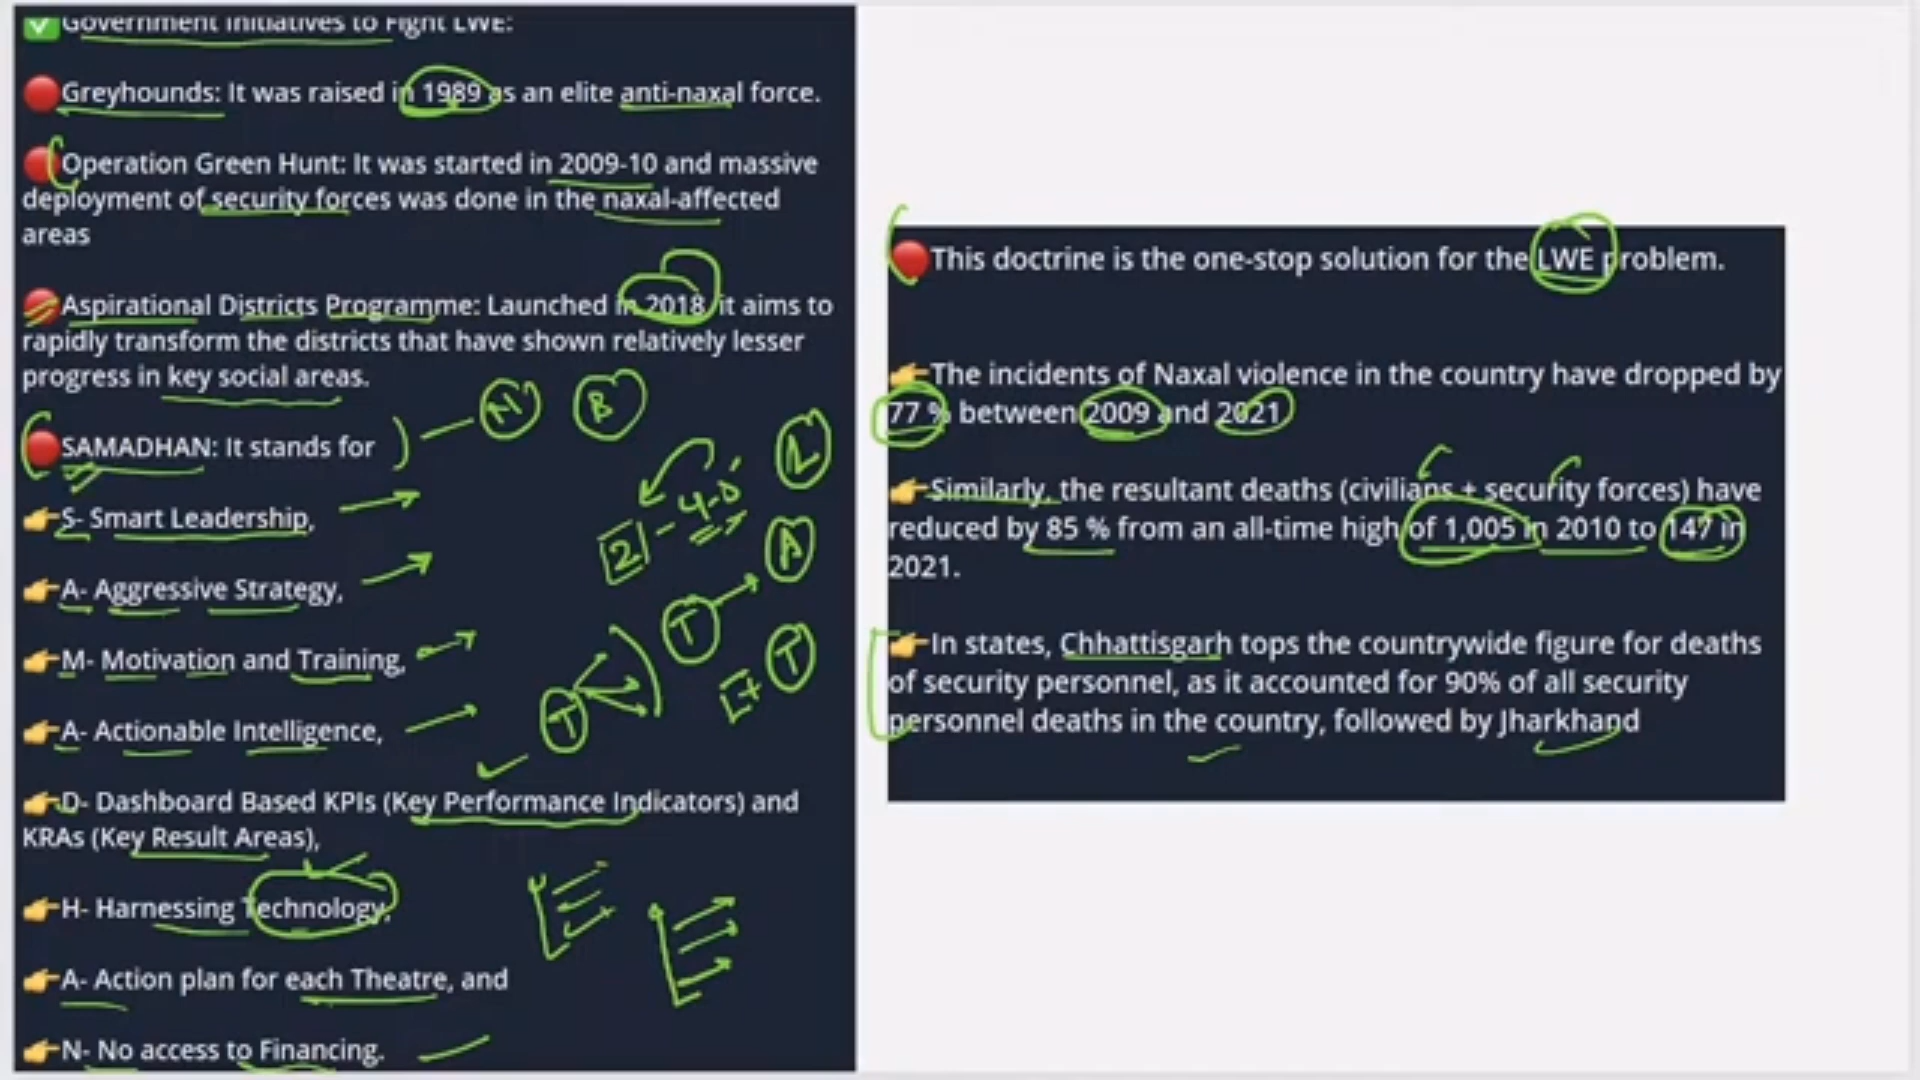 Government Initiatives to Fight LWE:
Greyhounds: It was raised in 1989 as an elite anti-naxal force.
Operation Green Hunt: It was started in 2009-10 and massive
deployment of security forces was done in the naxal-affected
areas
Aspirational Districts Programme: Launched in 2018, it aims to
rapidly transform the districts that have shown relatively lesser
progress in key social areas.
SAMADHAN: It stands for
S- Smart Leadership,
A- Aggressive Strategy,
M- Motivation and Training,
A- Actionable Intelligence,
D- Dashboard Based KPIs (Key Performance Indicators) and
KRAs (Key Result Areas),
H- Harnessing Technology,
A- Action plan for each Theatre, and
N- No access to Financing.
N
B
L
2
A
T
T
T
This doctrine is the one-stop solution for the LWE problem.
The incidents of Naxal violence in the country have dropped by
77 % between 2009 and 2021
Similarly, the resultant deaths (civilians + security forces) have
reduced by 85 % from an all-time high of 1,005 in 2010 to 147 in
2021.
In states, Chhattisgarh tops the countrywide figure for deaths
of security personnel, as it accounted for 90% of all security
personnel deaths in the country, followed by Jharkhand